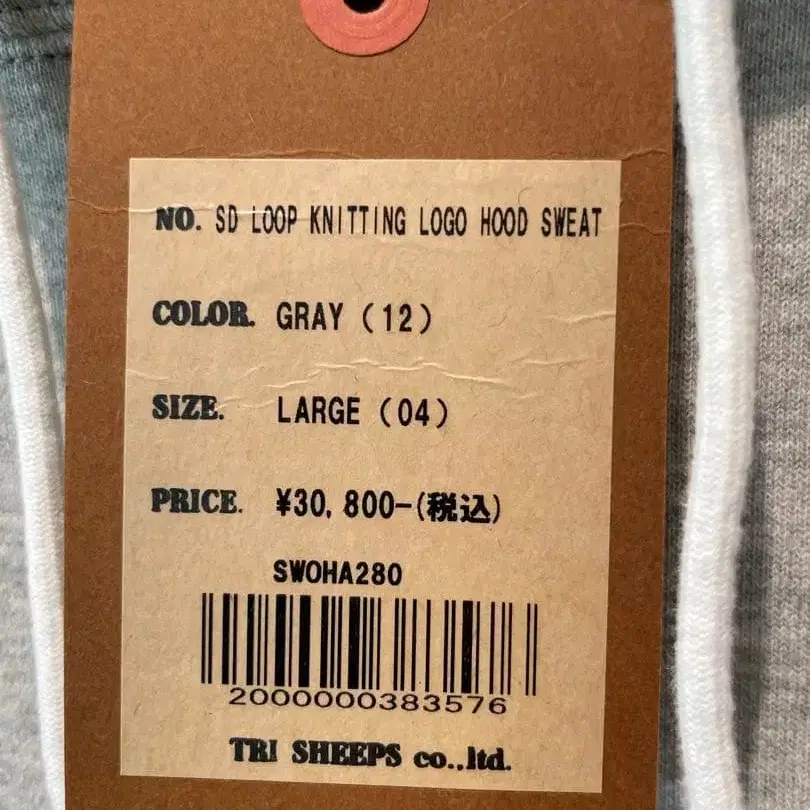 NO. SD LOOP KNITTING LOGO HOOD SWEAT
COLOR. GRAY (12)
SIZE. LARGE (04)
PRICE. ¥30,800-(税込)
SWOHA280
2000000383576
TRI SHEEPS co.,ltd.